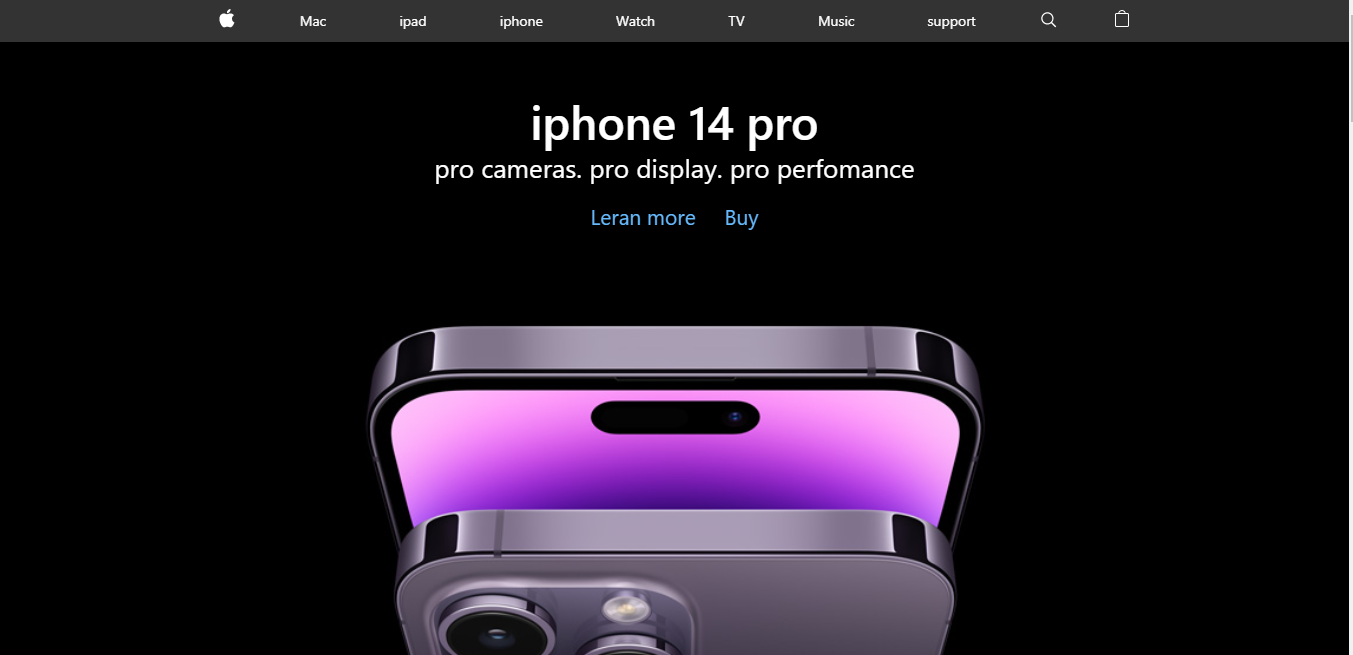 Mac ipad iphone Watch TV Music support
iphone 14 pro
pro cameras. pro display. pro perfomance
Leran more Buy